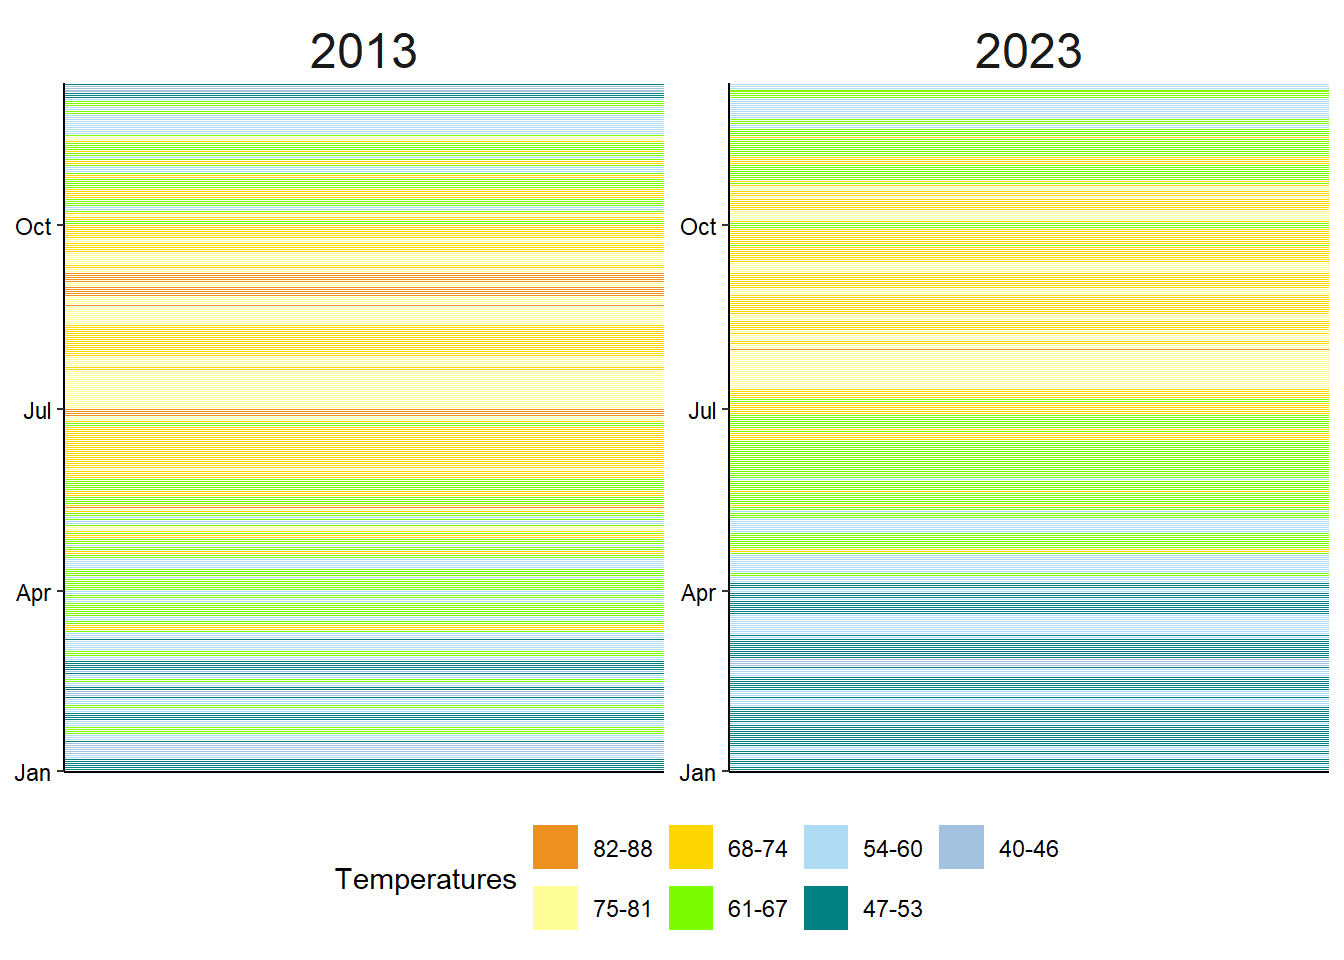 2013 2023
Oct Oct
Jul Jul
Apr Apr
Jan Jan
82-88 68-74 54-60 40-46
Temperatures
75-81 61-67 47-53